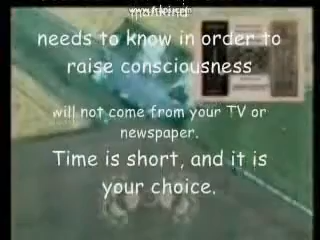 mankind
needs to know in order to
raise consciousness
will not come from your TV or
newspaper.
Time is short, and it is
your choice.